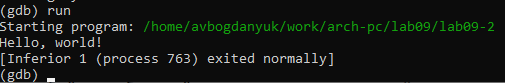 (gdb) run
Starting program: /home/avbogdanyuk/work/arch-pc/lab09/lab09-2
Hello, world!
[Inferior 1 (process 763) exited normally]
(gdb)